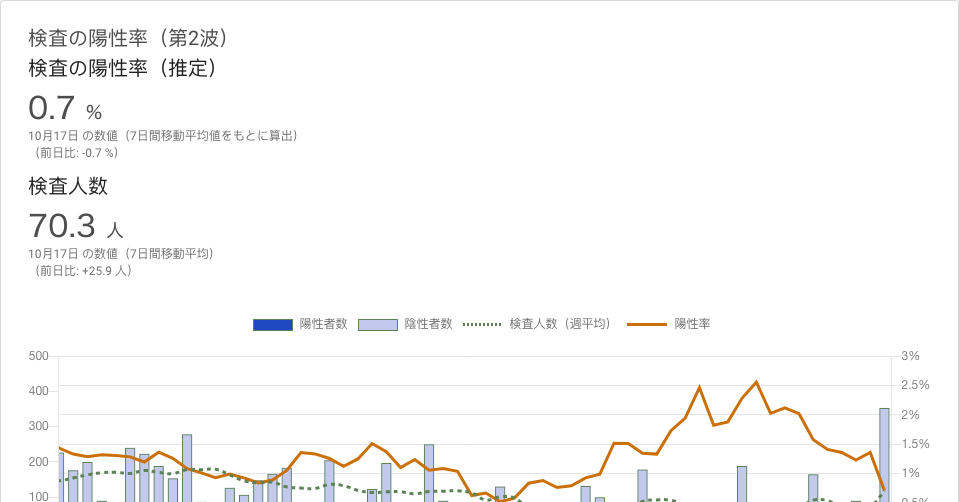 検査の陽性率（第2波）
検査の陽性率（推定）
0.7 %
10月17日 の数値（7日間移動平均値をもとに算出）
（前日比: -0.7 %）
検査人数
70.3 人
10月17日 の数値（7日間移動平均）
（前日比: +25.9 人）
陽性者数 陰性者数 検査人数（週平均） 陽性率
500 3%
400 2.5%
300 2%
200 1.5%
100 1%
0.5%